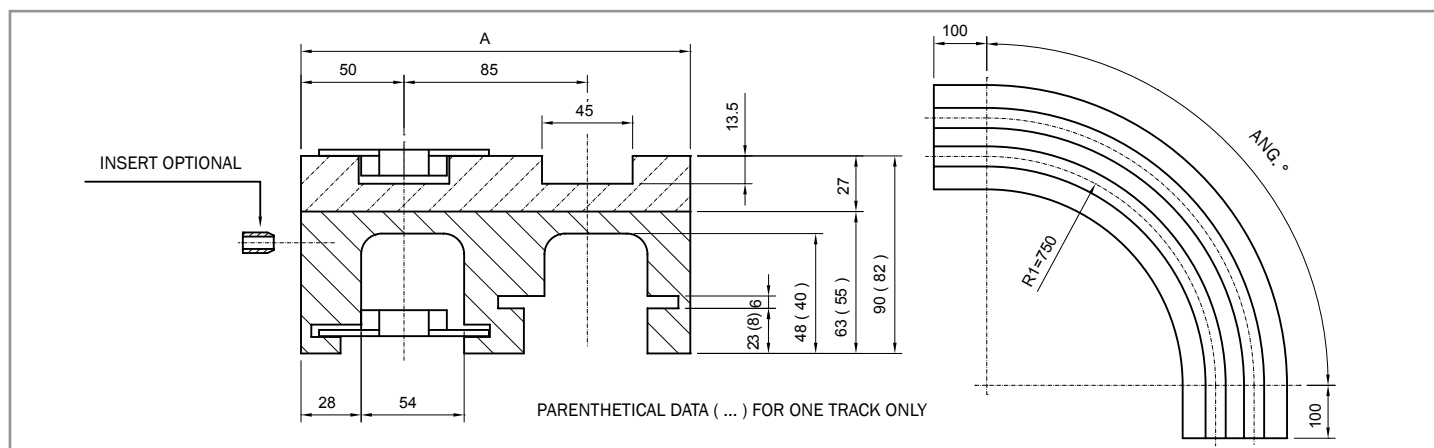 A
50
85
45
13.5
INSERT OPTIONAL
27
6
23 (8)
48 ( 40)
63 ( 55)
90 ( 82)
28
54
PARENTHETICAL DATA ( ... ) FOR ONE TRACK ONLY
100
ANG. °
R1=750
100